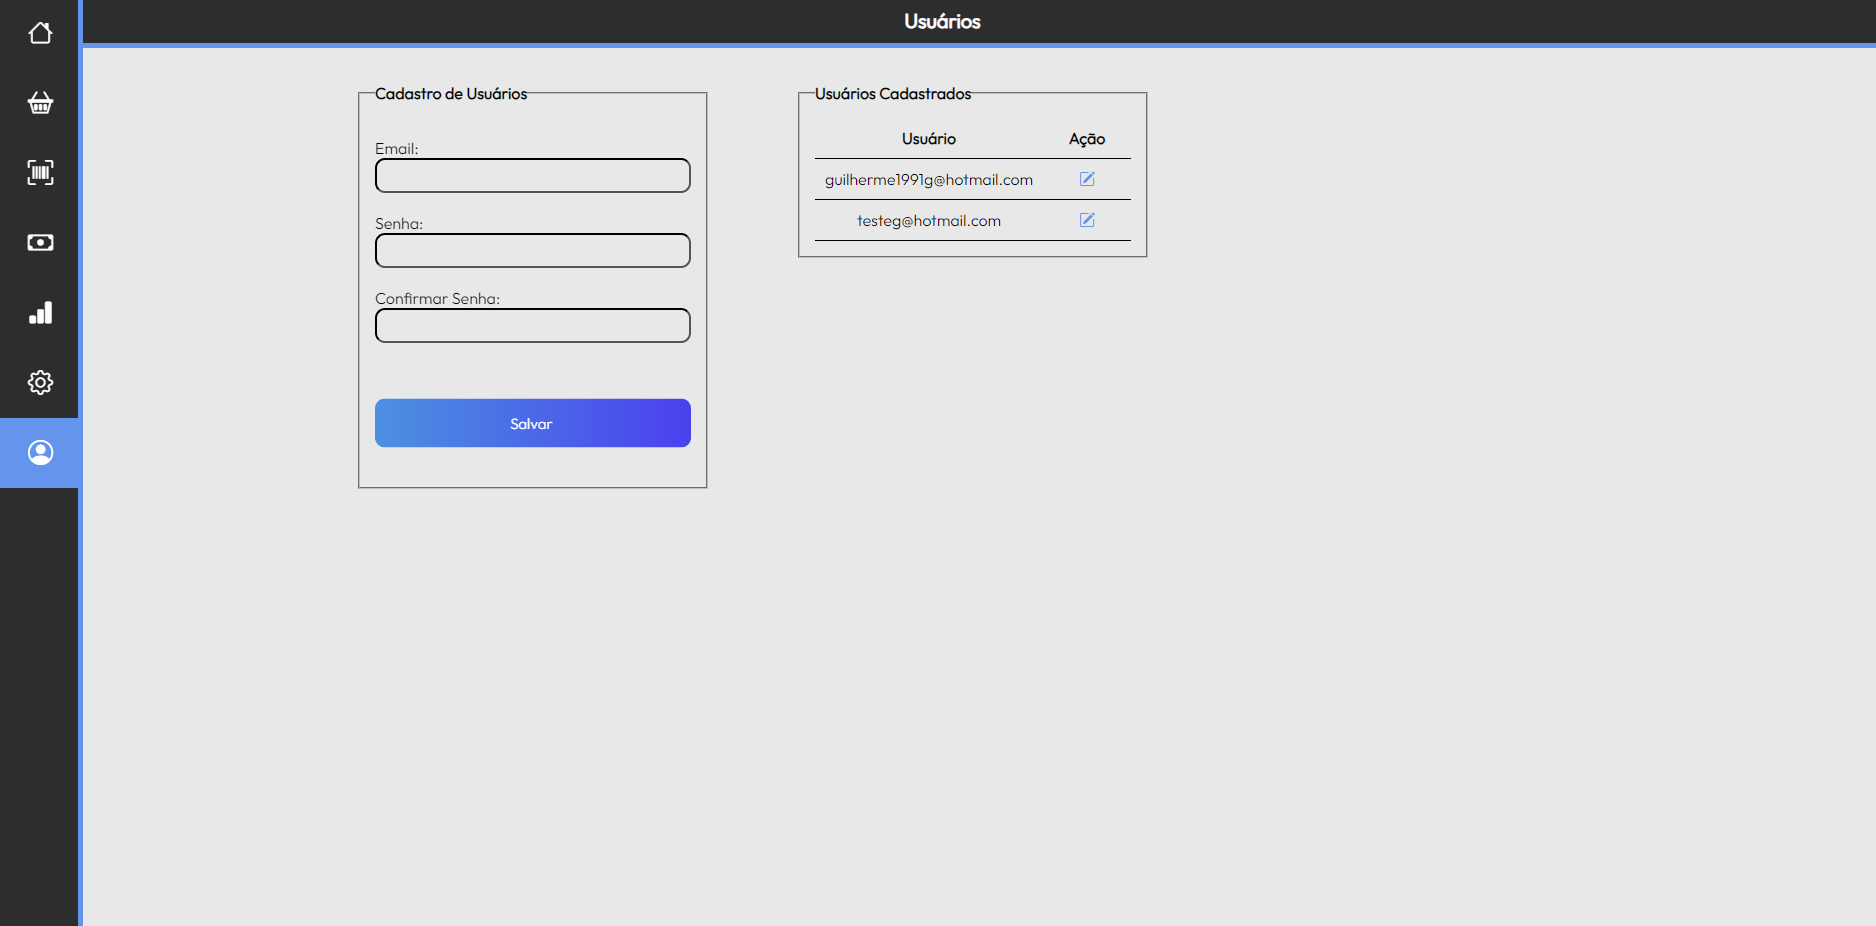 Usuários
Cadastro de Usuários
Email:
Senha:
Confirmar Senha:
Salvar
Usuários Cadastrados
Usuário Ação
guilherme1991g@hotmail.com
testeg@hotmail.com